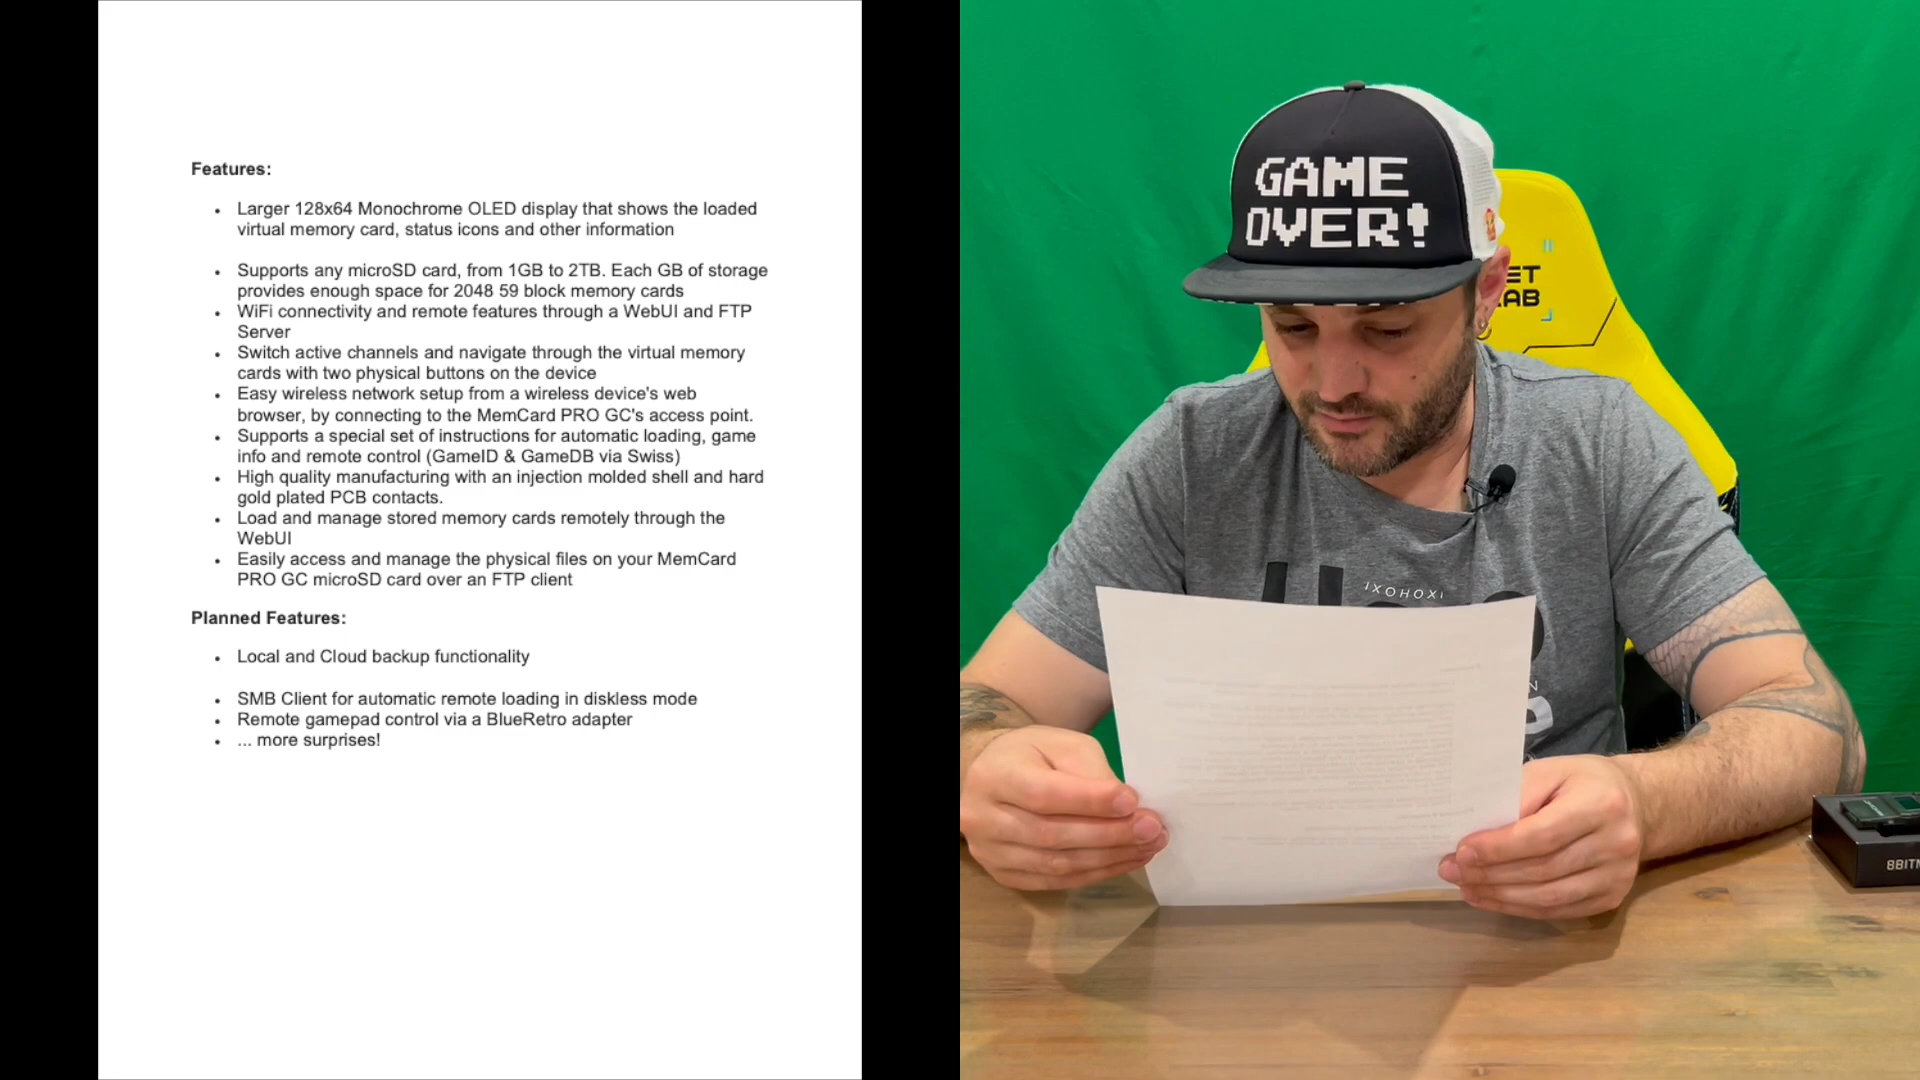 Features:
• Larger 128x64 Monochrome OLED display that shows the loaded
virtual memory card, status icons and other information
• Supports any microSD card, from 1GB to 2TB. Each GB of storage
provides enough space for 2048 59 block memory cards
• WiFi connectivity and remote features through a WebUI and FTP
Server
• Switch active channels and navigate through the virtual memory
cards with two physical buttons on the device
• Easy wireless network setup from a wireless device's web
browser, by connecting to the MemCard PRO GC's access point.
• Supports a special set of instructions for automatic loading, game
info and remote control (GameID & GameDB via Swiss)
• High quality manufacturing with an injection molded shell and hard
gold plated PCB contacts.
• Load and manage stored memory cards remotely through the
WebUI
• Easily access and manage the physical files on your MemCard
PRO GC microSD card over an FTP client
Planned Features:
• Local and Cloud backup functionality
• SMB Client for automatic remote loading in diskless mode
• Remote gamepad control via a BlueRetro adapter
• ... more surprises!
GAME
OVER!
ET
AB
IXOHOXI
8BITM